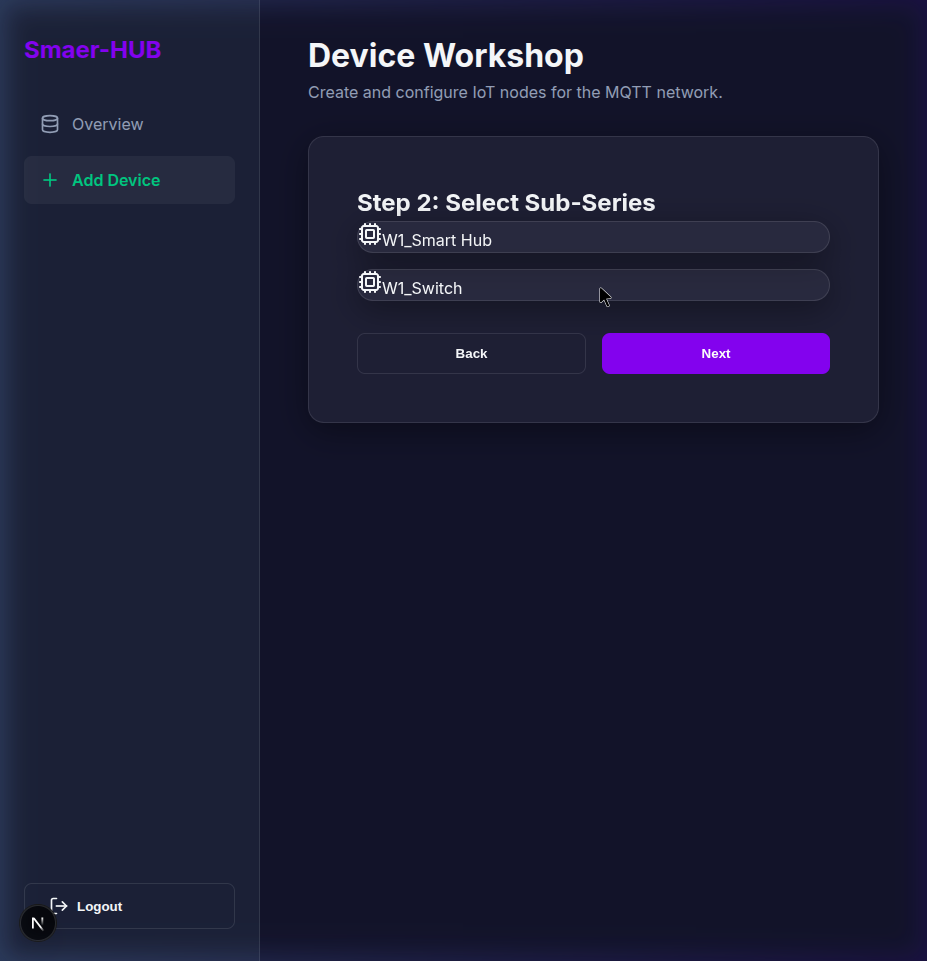 Smaer-HUB
Overview
Add Device
Logout
Device Workshop
Create and configure IoT nodes for the MQTT network.
Step 2: Select Sub-Series
W1_Smart Hub
W1_Switch
Back
Next
N